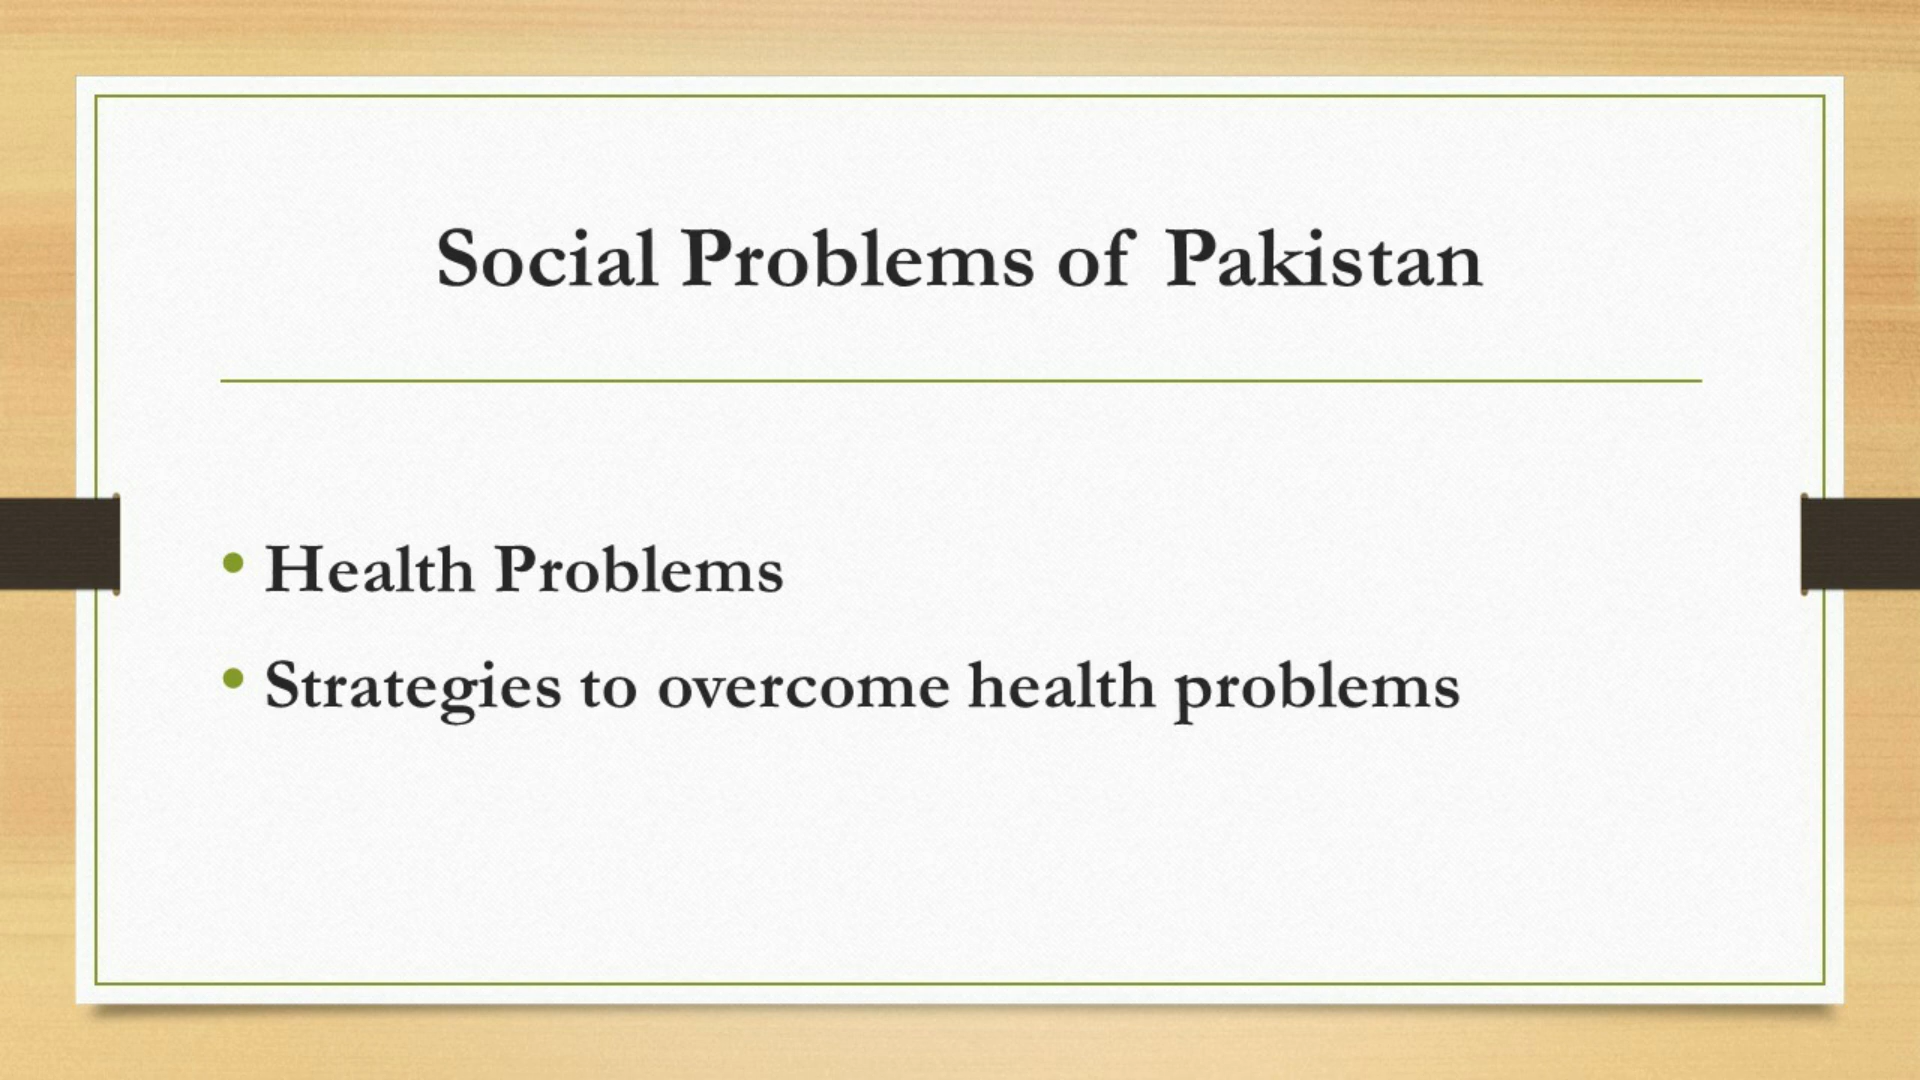 Social Problems of Pakistan
• Health Problems
• Strategies to overcome health problems